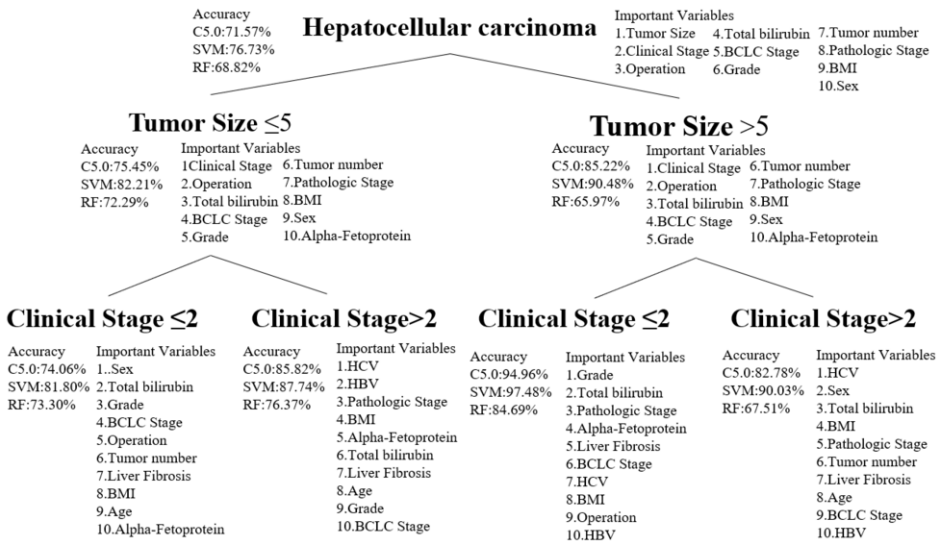 Hepatocellular carcinoma
Accuracy
C5.0:71.57%
SVM:76.73%
RF:68.82%
Important Variables
1.Tumor Size
2.Clinical Stage
3.Operation
4.Total bilirubin
5.BCLC Stage
6.Grade
7.Tumor number
8.Pathologic Stage
9.BMI
10.Sex
Tumor Size ≤5
Accuracy
C5.0:75.45%
SVM:82.21%
RF:72.29%
Important Variables
1Clinical Stage
2.Operation
3.Total bilirubin
4.BCLC Stage
5.Grade
6.Tumor number
7.Pathologic Stage
8.BMI
9.Sex
10.Alpha-Fetoprotein
Tumor Size >5
Accuracy
C5.0:85.22%
SVM:90.48%
RF:65.97%
Important Variables
1.Clinical Stage
2.Operation
3.Total bilirubin
4.BCLC Stage
5.Grade
6.Tumor number
7.Pathologic Stage
8.BMI
9.Sex
10.Alpha-Fetoprotein
Clinical Stage ≤2
Accuracy
C5.0:74.06%
SVM:81.80%
RF:73.30%
Important Variables
1..Sex
2.Total bilirubin
3.Grade
4.BCLC Stage
5.Operation
6.Tumor number
7.Liver Fibrosis
8.BMI
9.Age
10.Alpha-Fetoprotein
Clinical Stage>2
Accuracy
C5.0:85.82%
SVM:87.74%
RF:76.37%
Important Variables
1.HCV
2.HBV
3.Pathologic Stage
4.BMI
5.Alpha-Fetoprotein
6.Total bilirubin
7.Liver Fibrosis
8.Age
9.Grade
10.BCLC Stage
Clinical Stage ≤2
Accuracy
C5.0:94.96%
SVM:97.48%
RF:84.69%
Important Variables
1.Grade
2.Total bilirubin
3.Pathologic Stage
4.Alpha-Fetoprotein
5.Liver Fibrosis
6.BCLC Stage
7.HCV
8.BMI
9.Operation
10.HBV
Clinical Stage>2
Accuracy
C5.0:82.78%
SVM:90.03%
RF:67.51%
Important Variables
1.HCV
2.Sex
3.Total bilirubin
4.BMI
5.Pathologic Stage
6.Tumor number
7.Liver Fibrosis
8.Age
9.BCLC Stage
10.HBV